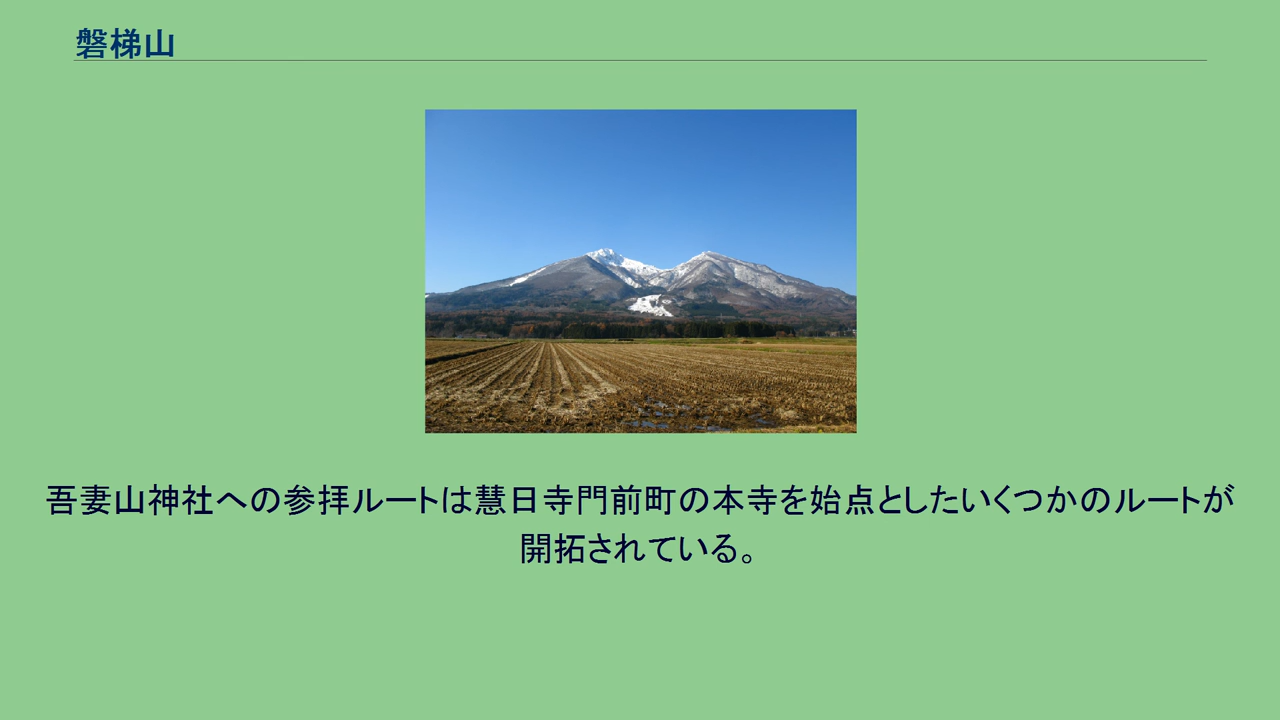 磐梯山
吾妻山神社への参拝ルートは慧日寺門前町の本寺を始点としたいくつかのルートが
開拓されている。